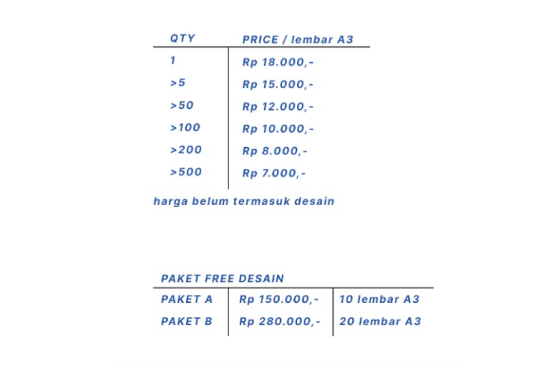 QTY PRICE / lembar A3
1 Rp 18.000,-
>5 Rp 15.000,-
>50 Rp 12.000,-
>100 Rp 10.000,-
>200 Rp 8.000,-
>500 Rp 7.000,-
harga belum termasuk desain
PAKET FREE DESAIN
PAKET A Rp 150.000,- 10 lembar A3
PAKET B Rp 280.000,- 20 lembar A3